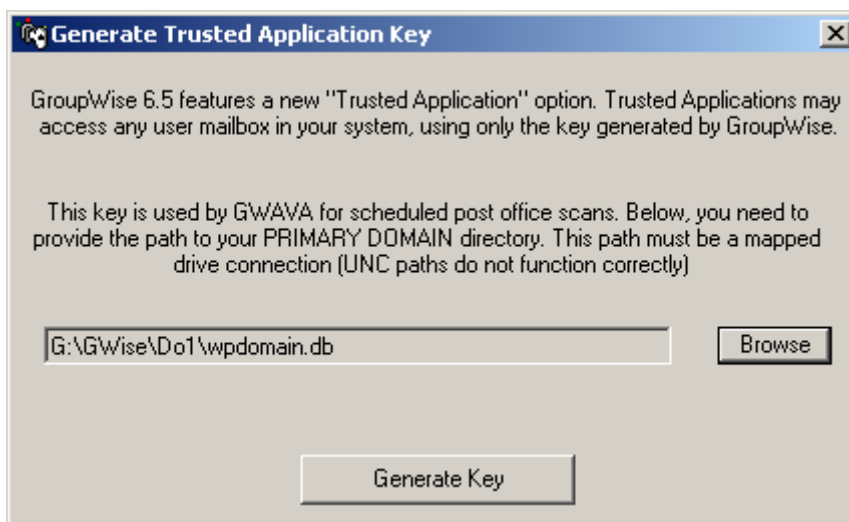 Generate Trusted Application Key
GroupWise 6.5 features a new "Trusted Application" option. Trusted Applications may
access any user mailbox in your system, using only the key generated by GroupWise.
This key is used by GWAVA for scheduled post office scans. Below, you need to
provide the path to your PRIMARY DOMAIN directory. This path must be a mapped
drive connection (UNC paths do not function correctly)
G:\GWise\Do1\wpdomain.db
Browse
Generate Key